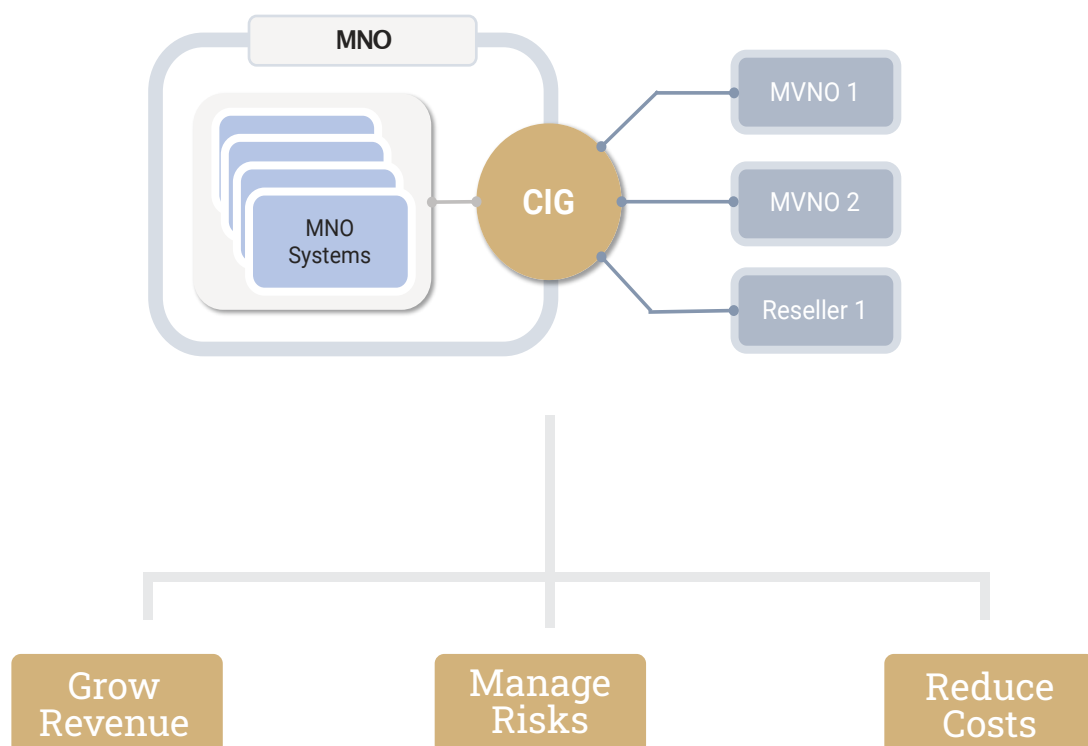 MNO
MNO
Systems
CIG
MVNO 1
MVNO 2
Reseller 1
Grow
Revenue
Manage
Risks
Reduce
Costs